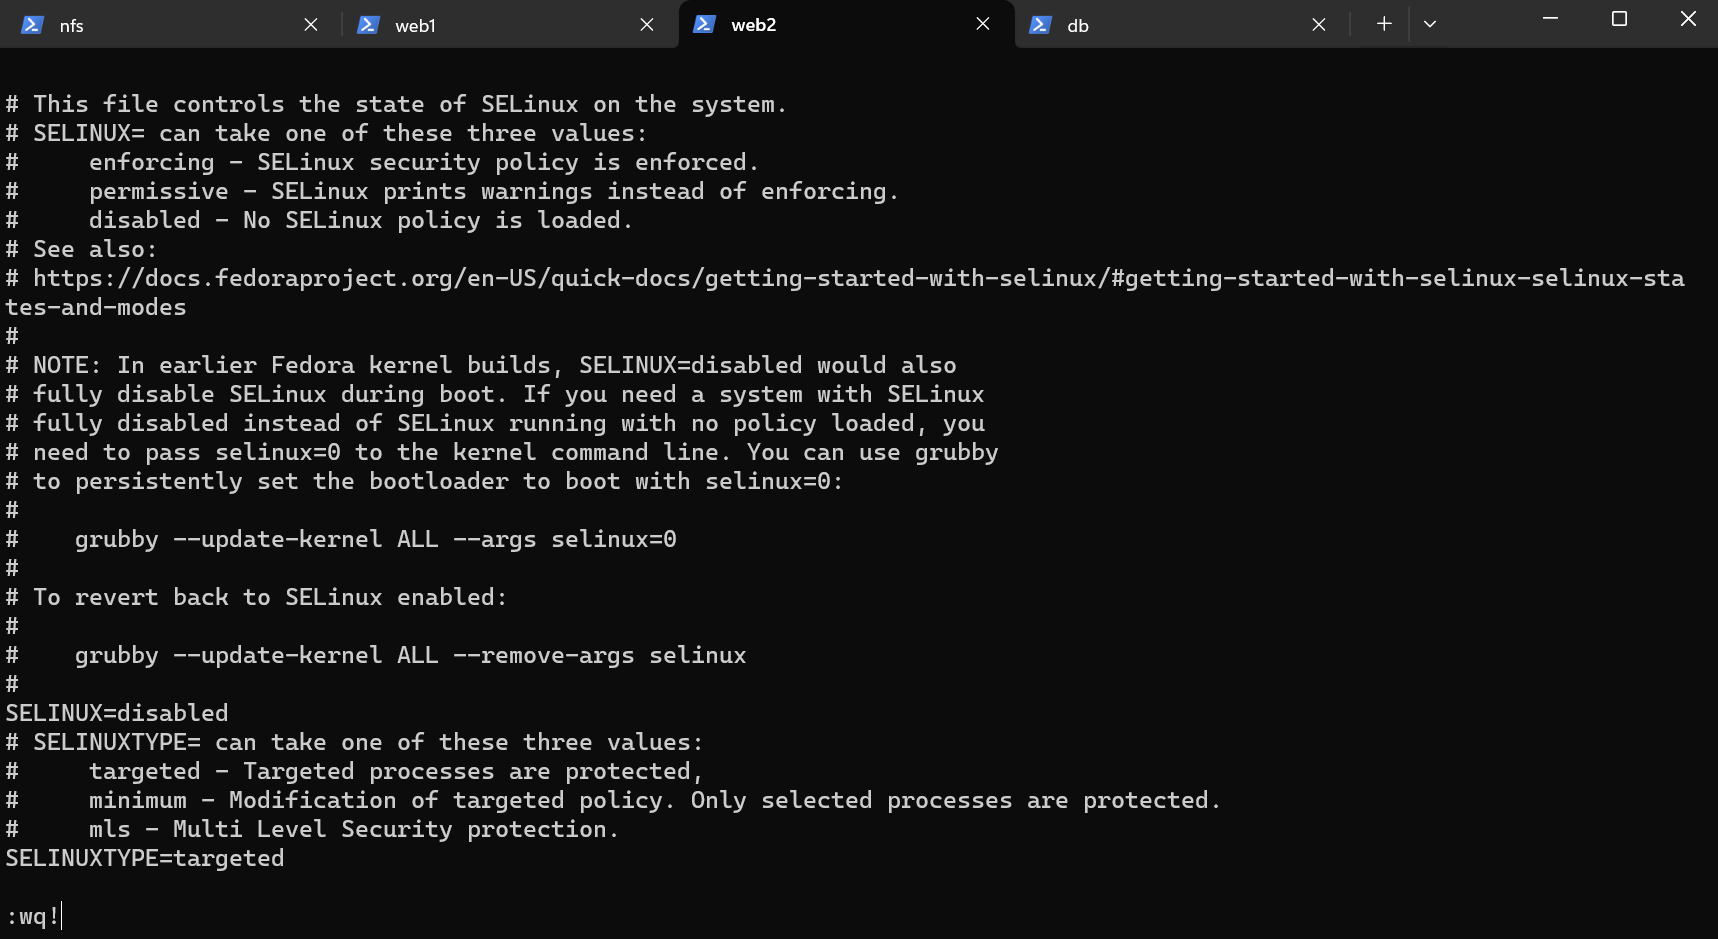 nfs
web1
web2
db
# This file controls the state of SELinux on the system.
# SELINUX= can take one of these three values:
#     enforcing - SELinux security policy is enforced.
#     permissive - SELinux prints warnings instead of enforcing.
#     disabled - No SELinux policy is loaded.
# See also:
# https://docs.fedoraproject.org/en-US/quick-docs/getting-started-with-selinux/#getting-started-with-selinux-selinux-sta
tes-and-modes
#
# NOTE: In earlier Fedora kernel builds, SELINUX=disabled would also
# fully disable SELinux during boot. If you need a system with SELinux
# fully disabled instead of SELinux running with no policy loaded, you
# need to pass selinux=0 to the kernel command line. You can use grubby
# to persistently set the bootloader to boot with selinux=0:
#
#    grubby --update-kernel ALL --args selinux=0
#
# To revert back to SELinux enabled:
#
#    grubby --update-kernel ALL --remove-args selinux
#
SELINUX=disabled
# SELINUXTYPE= can take one of these three values:
#     targeted - Targeted processes are protected,
#     minimum - Modification of targeted policy. Only selected processes are protected.
#     mls - Multi Level Security protection.
SELINUXTYPE=targeted
:wq!